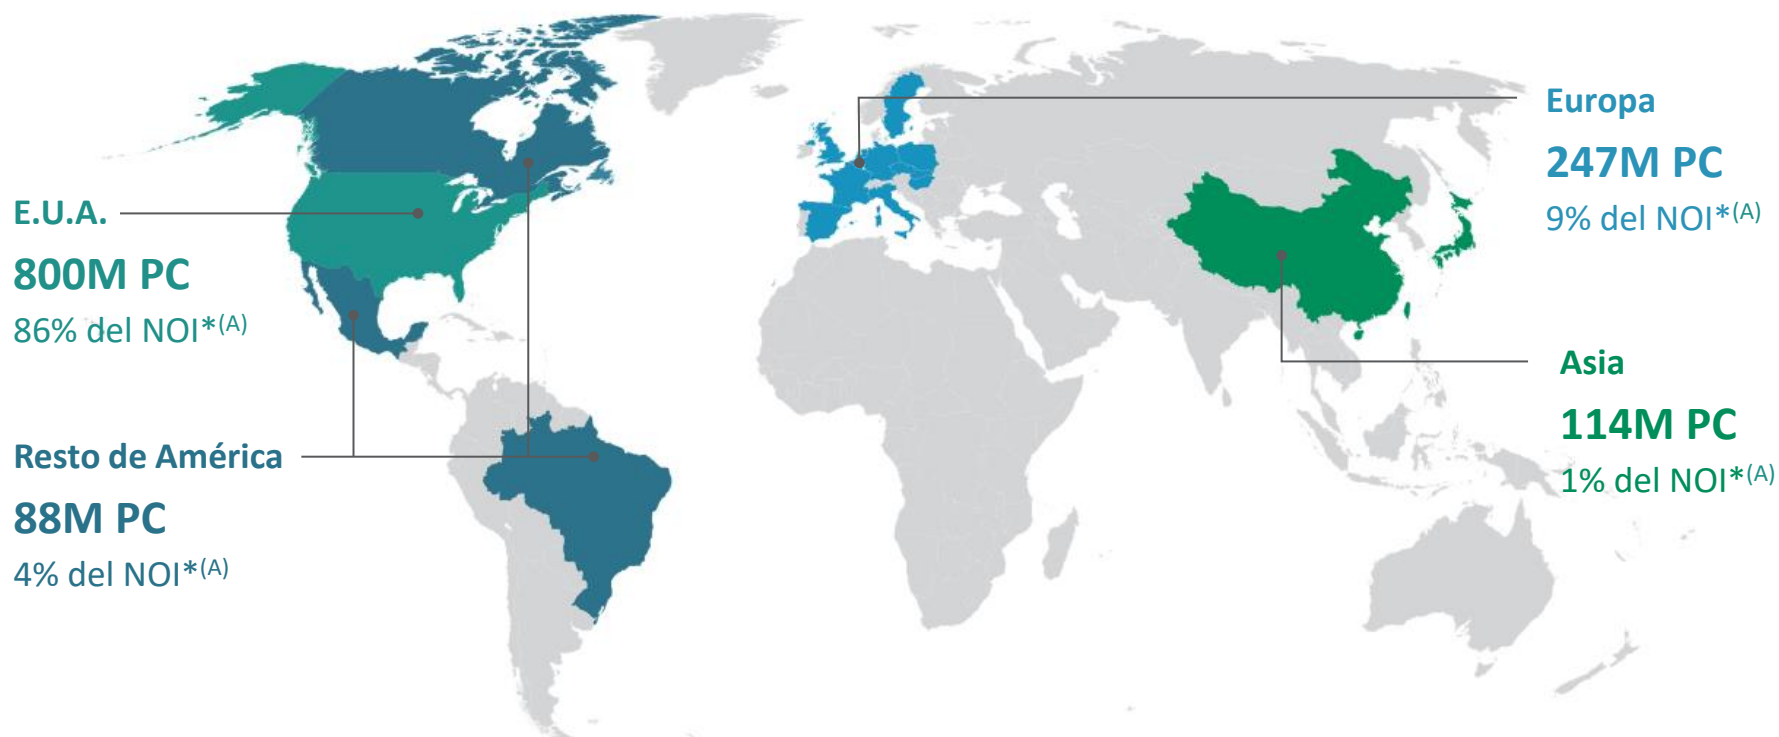 E.U.A.
800M PC
86% del NOI*(A)
Resto de América
88M PC
4% del NOI*(A)
Europa
247M PC
9% del NOI*(A)
Asia
114M PC
1% del NOI*(A)